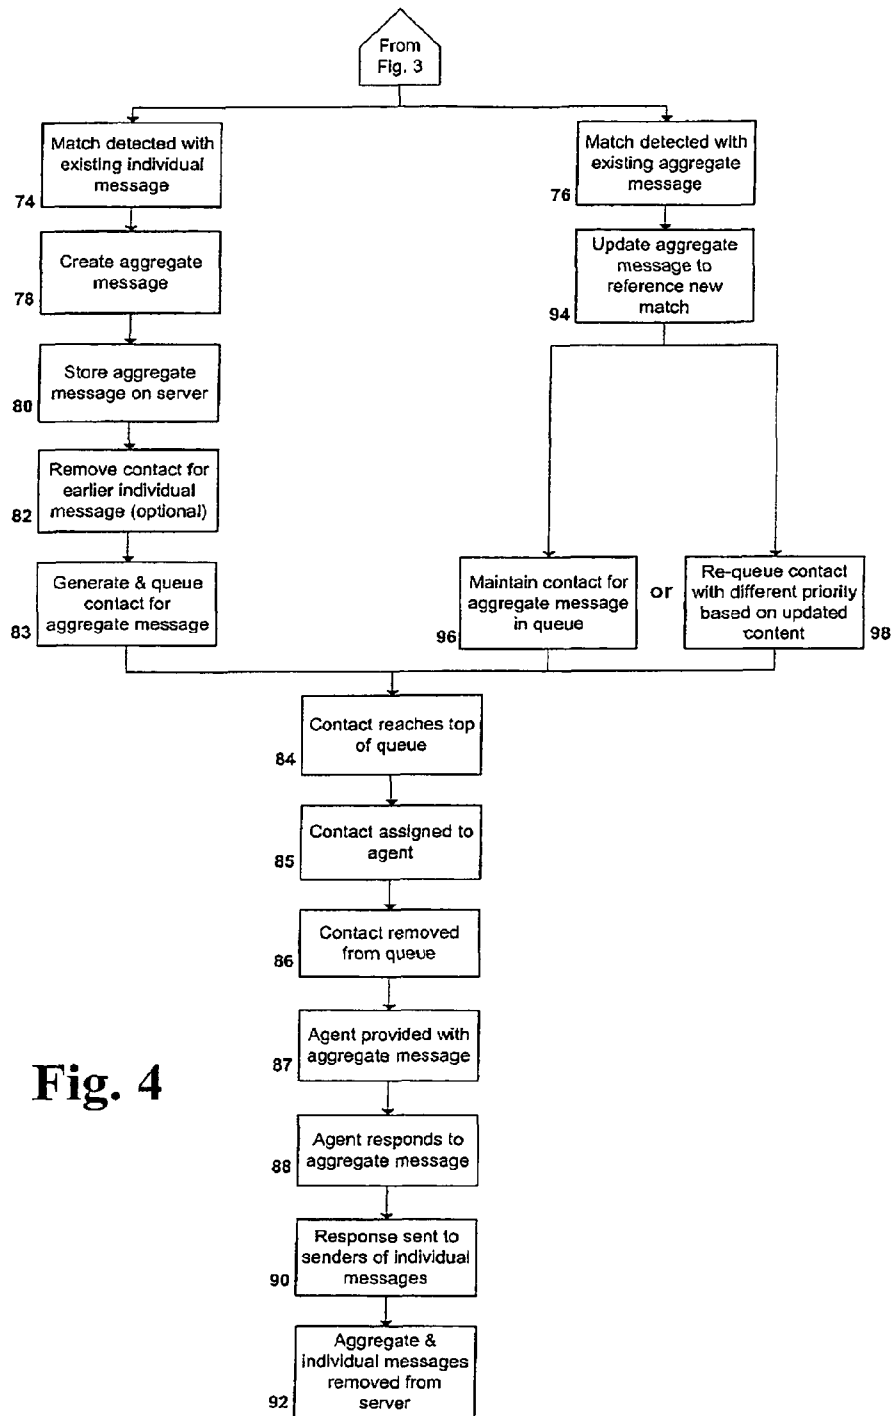 From
Fig. 3
Match detected with
existing individual
message
74
Create aggregate
message
78
Store aggregate
message on server
80
Remove contact for
earlier individual
message (optional)
82
Generate & queue
contact for
aggregate message
83
Match detected with
existing aggregate
message
76
Update aggregate
message to
reference new
match
94
Maintain contact for
aggregate message
in queue
96
or
Re-queue contact
with different priority
based on updated
content
98
Contact reaches top
of queue
84
Contact assigned to
agent
85
Contact removed
from queue
86
Agent provided with
aggregate message
87
Agent responds to
aggregate message
88
Response sent to
senders of individual
messages
90
Aggregate &
individual messages
removed from
server
92
Fig. 4